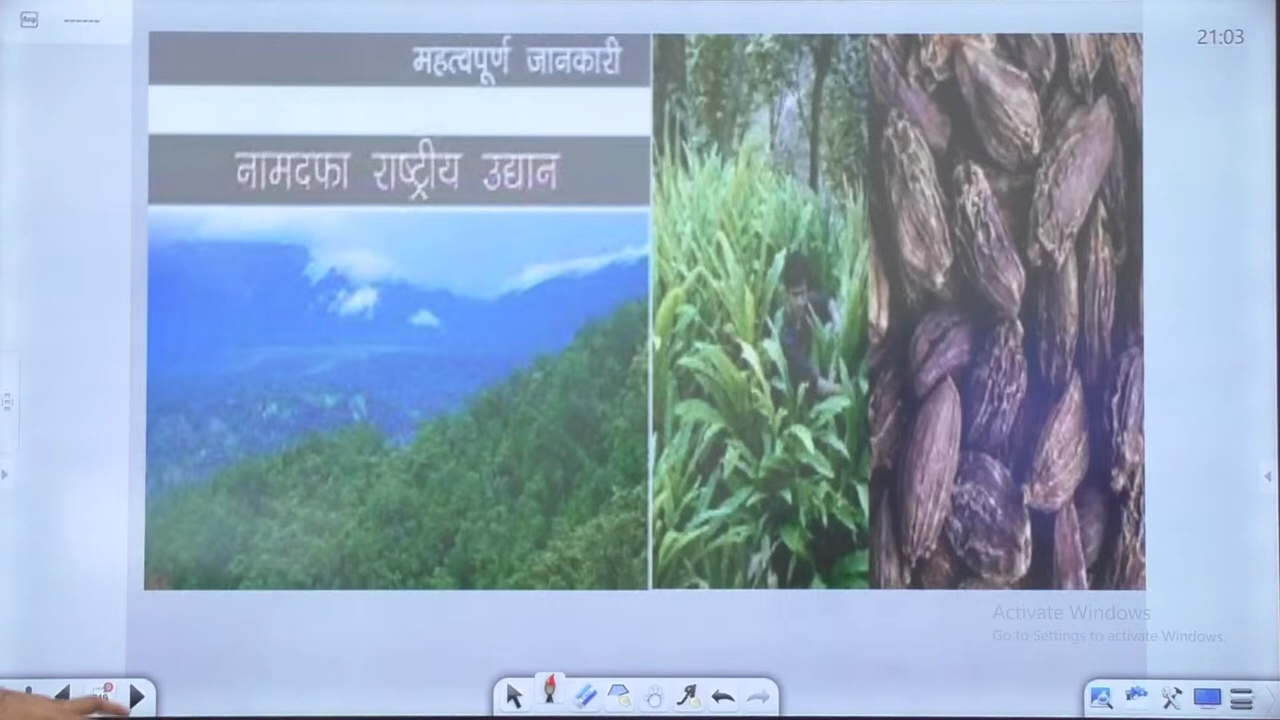 21:03
महत्वपूर्ण जानकारी
नामदफा राष्ट्रीय उद्यान
Activate Windows
Go to Settings to activate Windows.